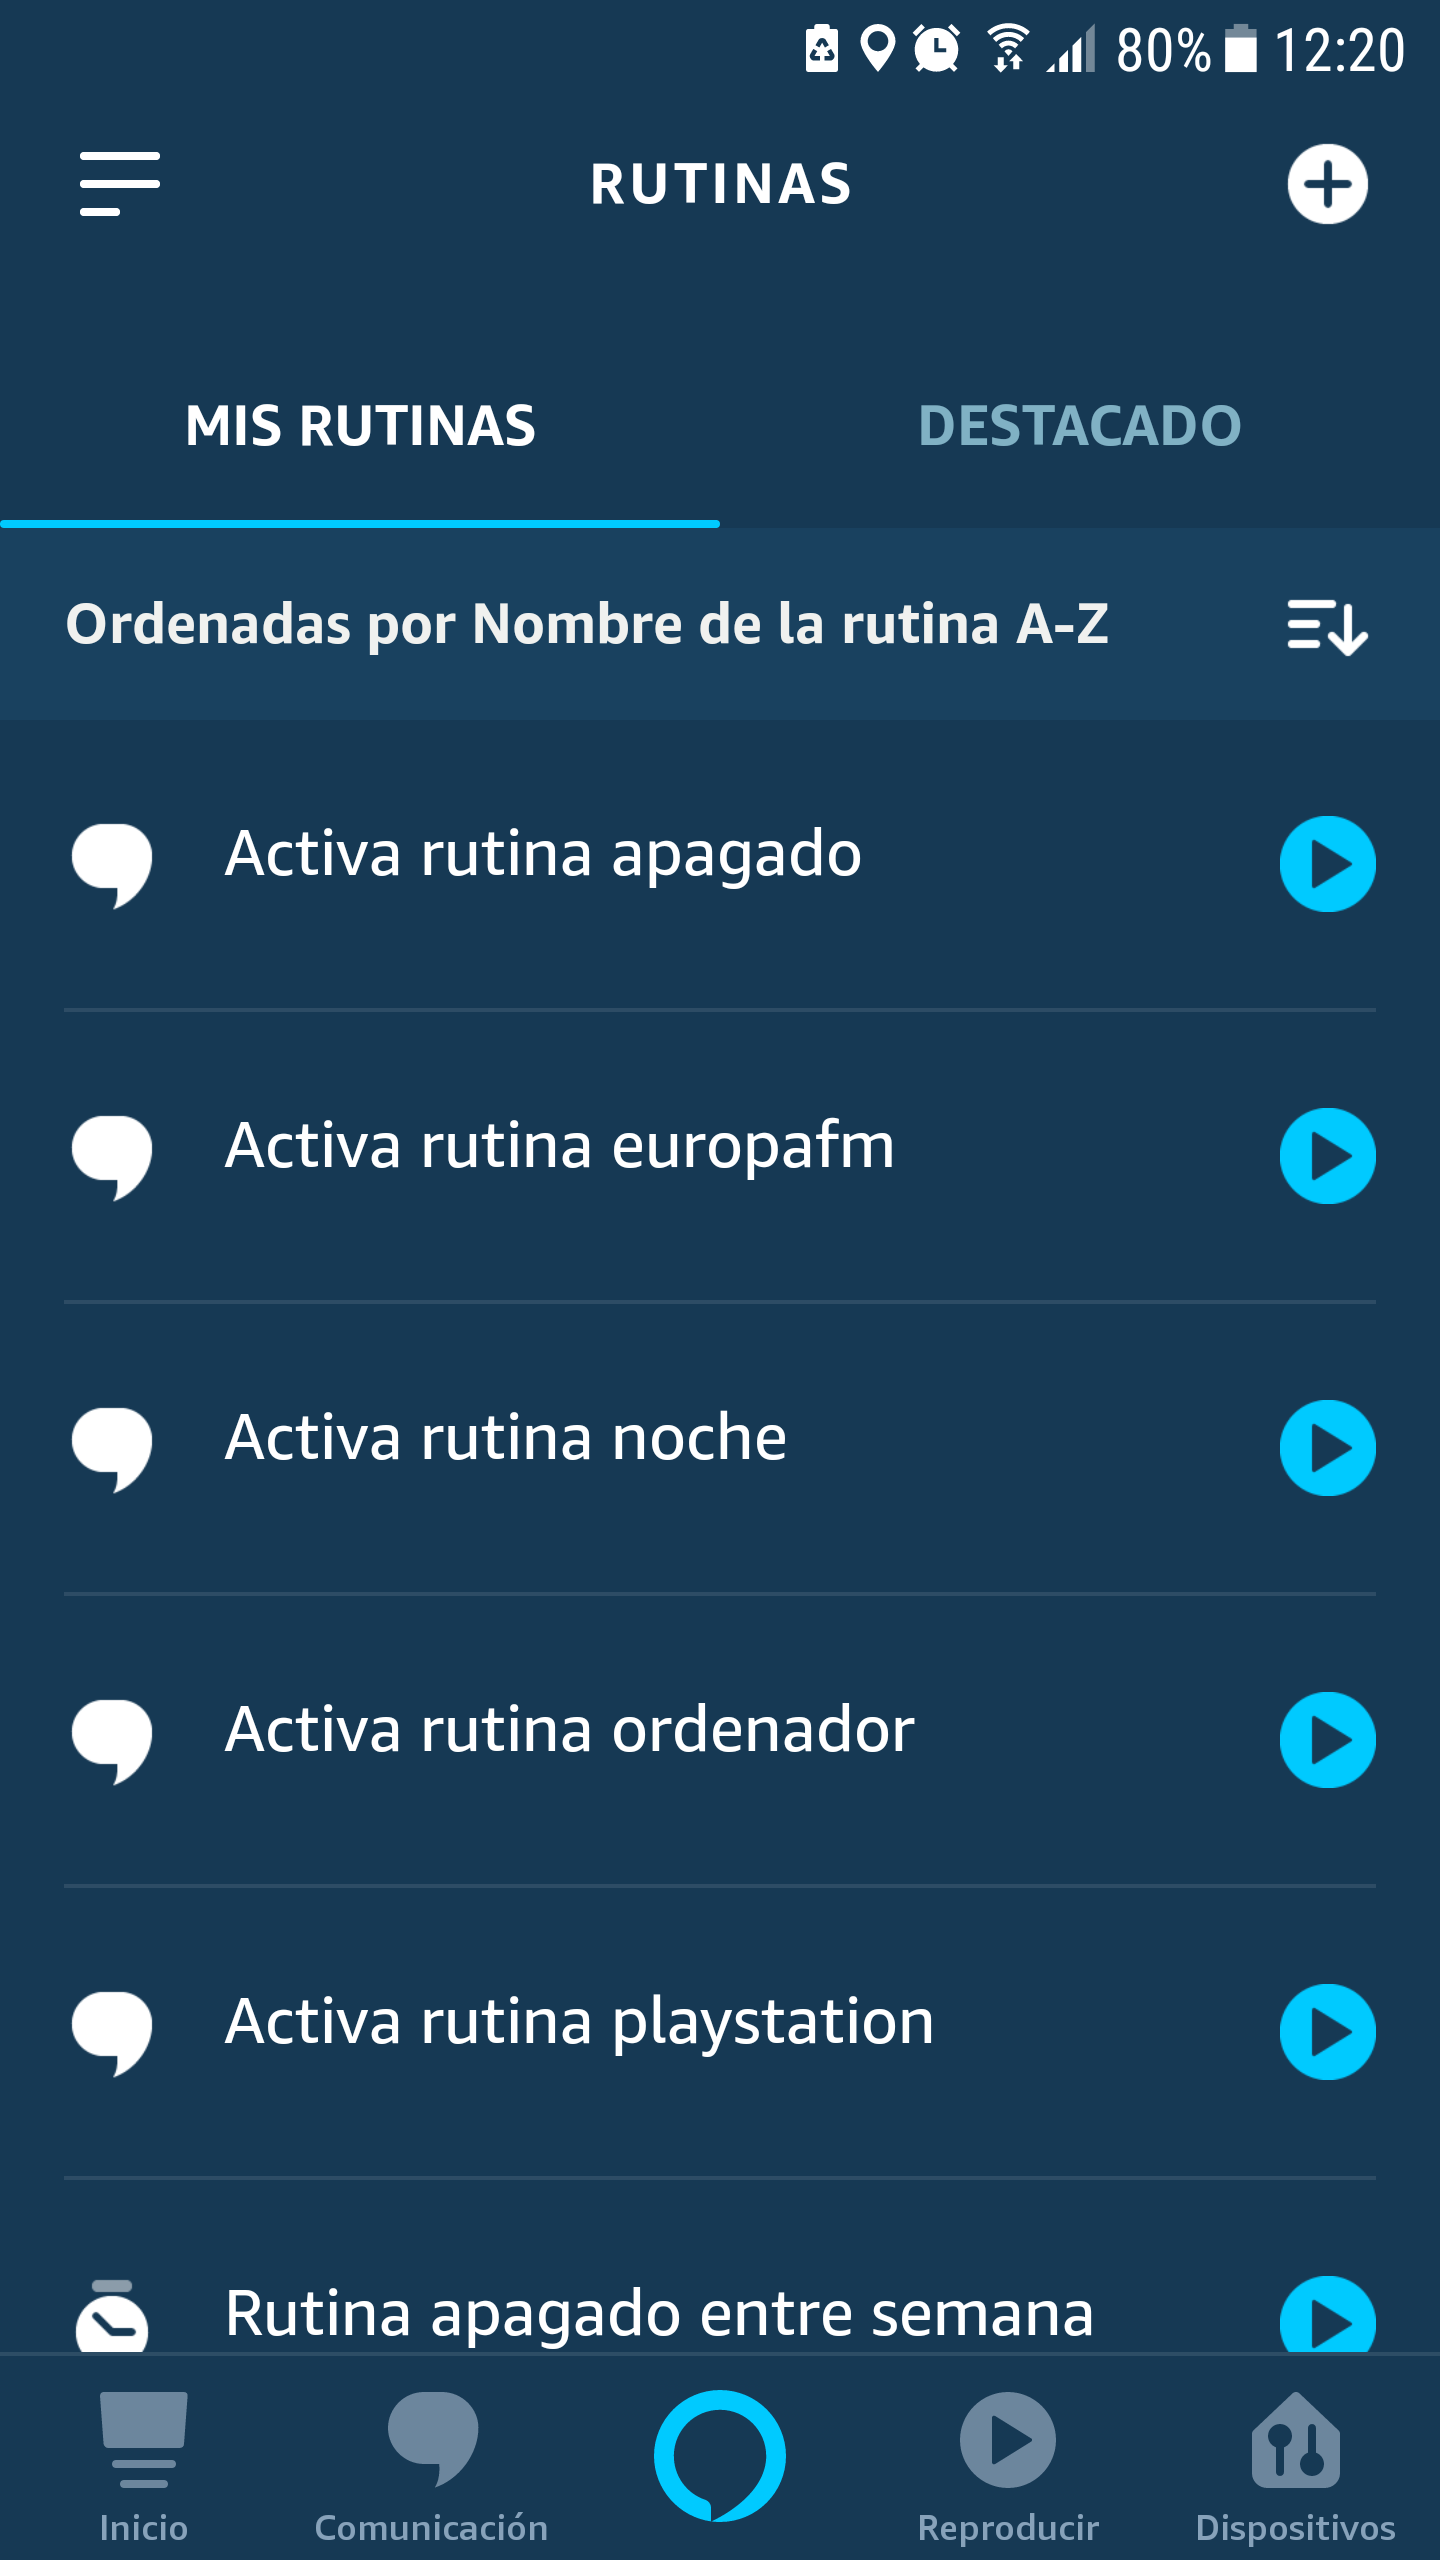 80% 12:20
RUTINAS
MIS RUTINAS DESTACADO
Ordenadas por Nombre de la rutina A-Z
Activa rutina apagado
Activa rutina europafm
Activa rutina noche
Activa rutina ordenador
Activa rutina playstation
Rutina apagado entre semana
Inicio Comunicación Reproducir Dispositivos